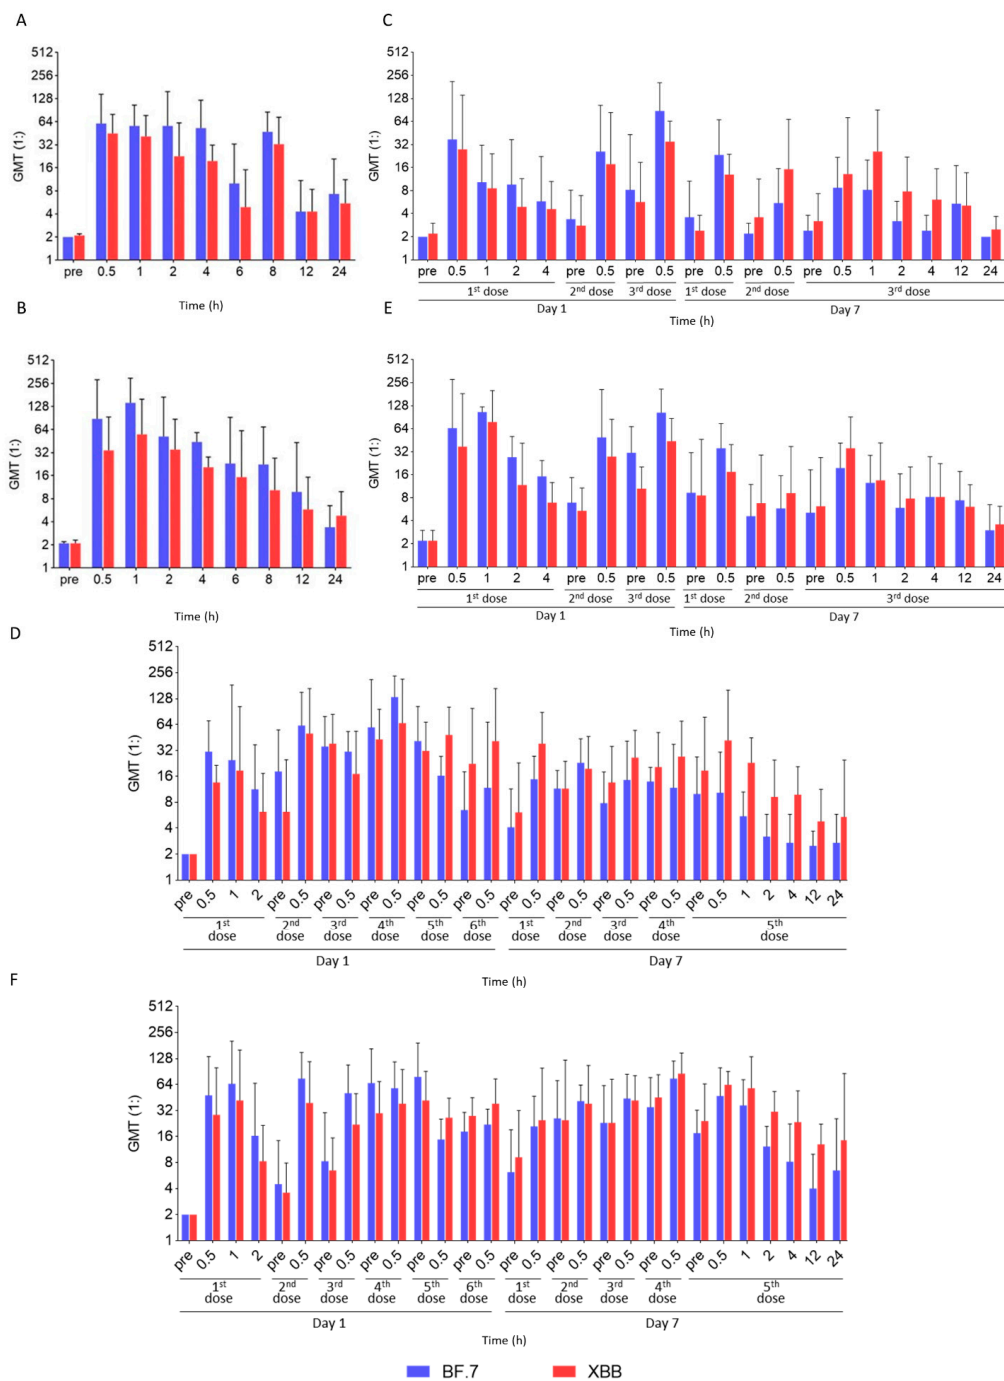 A
GMT (1:)
512
256
128
64
32
16
8
4
2
1
pre 0.5 1 2 4 6 8 12 24
Time (h)
C
GMT (1:)
512
256
128
64
32
16
8
4
2
1
pre 0.5 1 2 4 pre 0.5 pre 0.5 pre 0.5 pre 0.5 pre 0.5 1 2 4 12 24
1st dose 2nd dose 3rd dose 1st dose 2nd dose 3rd dose
Day 1 Day 7
Time (h)
B
GMT (1:)
512
256
128
64
32
16
8
4
2
1
pre 0.5 1 2 4 6 8 12 24
Time (h)
E
GMT (1:)
512
256
128
64
32
16
8
4
2
1
pre 0.5 1 2 4 pre 0.5 pre 0.5 pre 0.5 pre 0.5 pre 0.5 1 2 4 12 24
1st dose 2nd dose 3rd dose 1st dose 2nd dose 3rd dose
Day 1 Day 7
Time (h)
D
GMT (1:)
512
256
128
64
32
16
8
4
2
1
pre 0.5 1 2 pre 0.5 pre 0.5 pre 0.5 pre 0.5 pre 0.5 pre 0.5 pre 0.5 pre 0.5 pre 0.5 pre 0.5 1 2 4 12 24
1st 2nd 3rd 4th 5th 6th 1st 2nd 3rd 4th 5th
dose dose dose dose dose dose dose dose dose dose dose
Day 1 Day 7
Time (h)
F
GMT (1:)
512
256
128
64
32
16
8
4
2
1
pre 0.5 1 2 pre 0.5 pre 0.5 pre 0.5 pre 0.5 pre 0.5 pre 0.5 pre 0.5 pre 0.5 pre 0.5 pre 0.5 1 2 4 12 24
1st 2nd 3rd 4th 5th 6th 1st 2nd 3rd 4th 5th
dose dose dose dose dose dose dose dose dose dose dose
Day 1 Day 7
Time (h)
BF.7 XBB